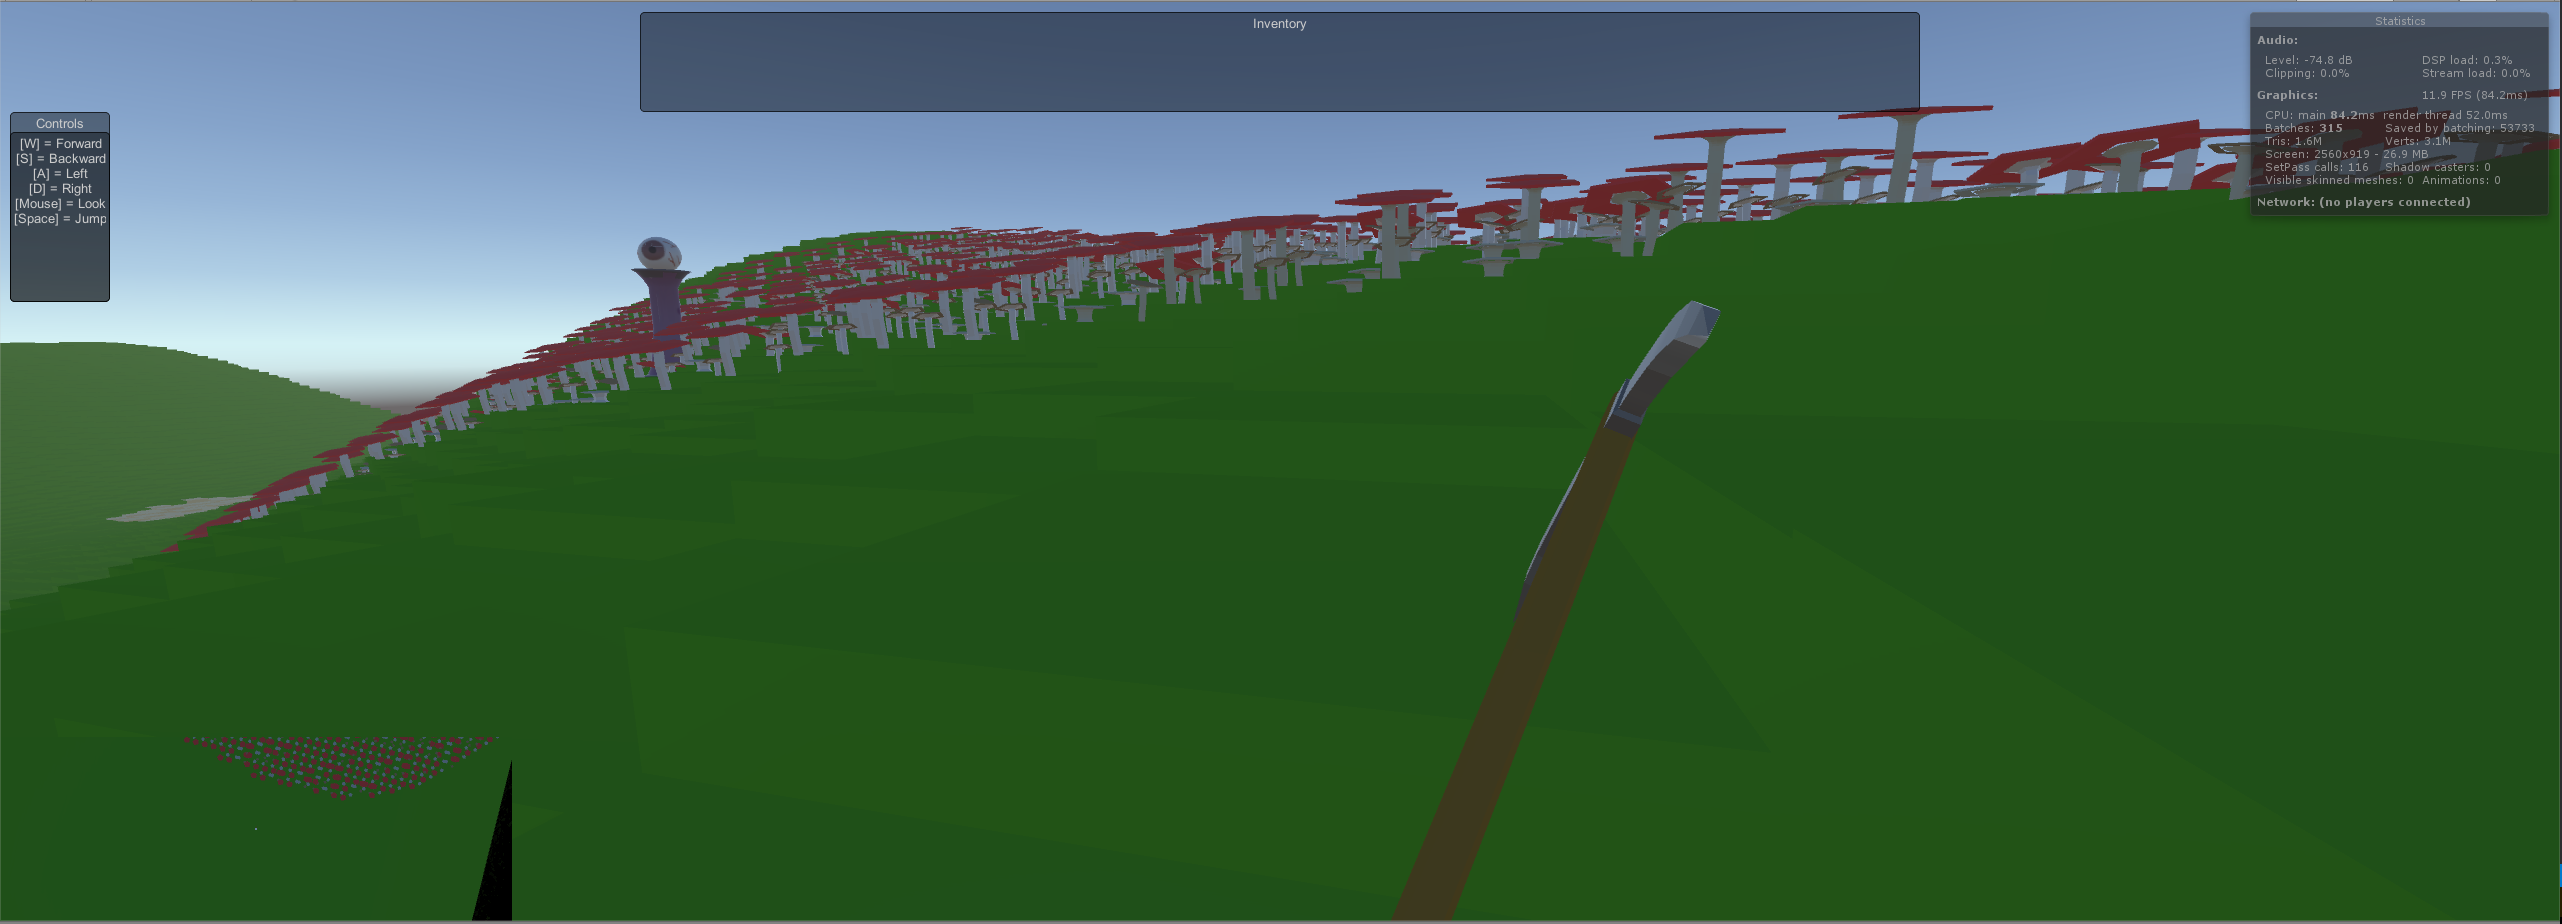 Inventory
Controls
[W] = Forward
[S] = Backward
[A] = Left
[D] = Right
[Mouse] = Look
[Space] = Jump
Statistics
Audio:
Level: -74.8 dB DSP load: 0.3%
Clipping: 0.0% Stream load: 0.0%
Graphics: 11.9 FPS (84.2ms)
CPU: main 84.2ms render thread 52.0ms
Batches: 315 Saved by batching: 53733
Tris: 1.6M Verts: 3.1M
Screen: 2560x919 - 26.9 MB
SetPass calls: 116 Shadow casters: 0
Visible skinned meshes: 0 Animations: 0
Network: (no players connected)